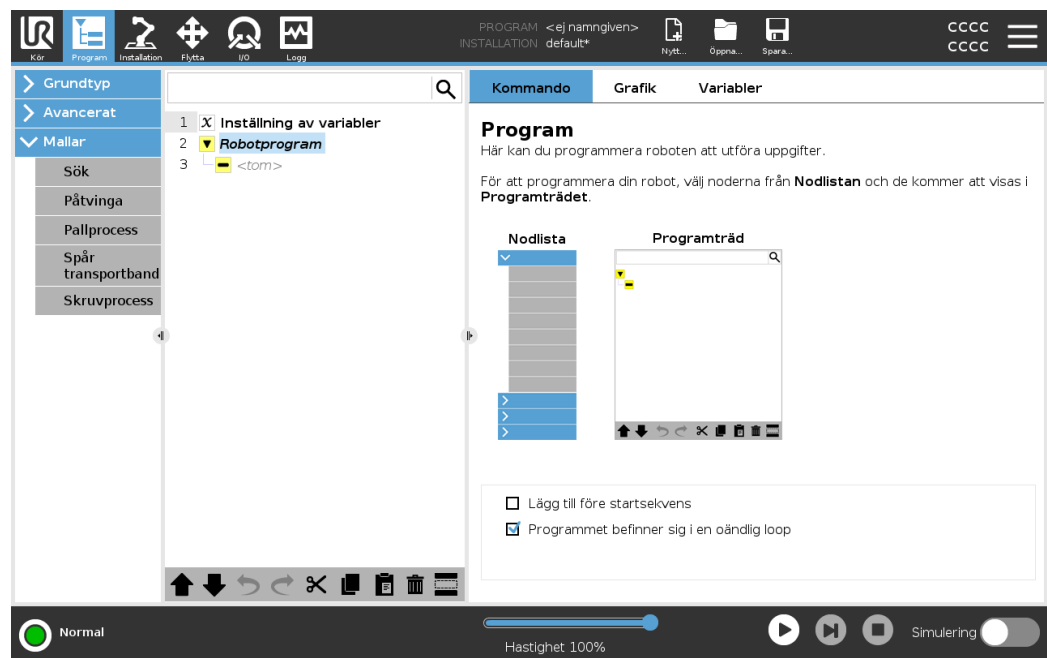 PROGRAM <ej namngiven>
INSTALLATION default*
Kör
Program
Installation
Flytta
I/O
Logg
Nytt...
Öppna...
Spara...
cccc
cccc
Grundtyp
Avancerat
Mallar
Sök
Påtvinga
Pallprocess
Spår
transportband
Skruvprocess
1 X Inställning av variabler
2 Robotprogram
3 <tom>
Kommando Grafik Variabler
Program
Här kan du programmera roboten att utföra uppgifter.
För att programmera din robot, välj noderna från Nodlistan och de kommer att visas i
Programträdet.
Nodlista Programträd
Lägg till före startsekvens
Programmet befinner sig i en oändlig loop
Normal
Hastighet 100%
Simulering